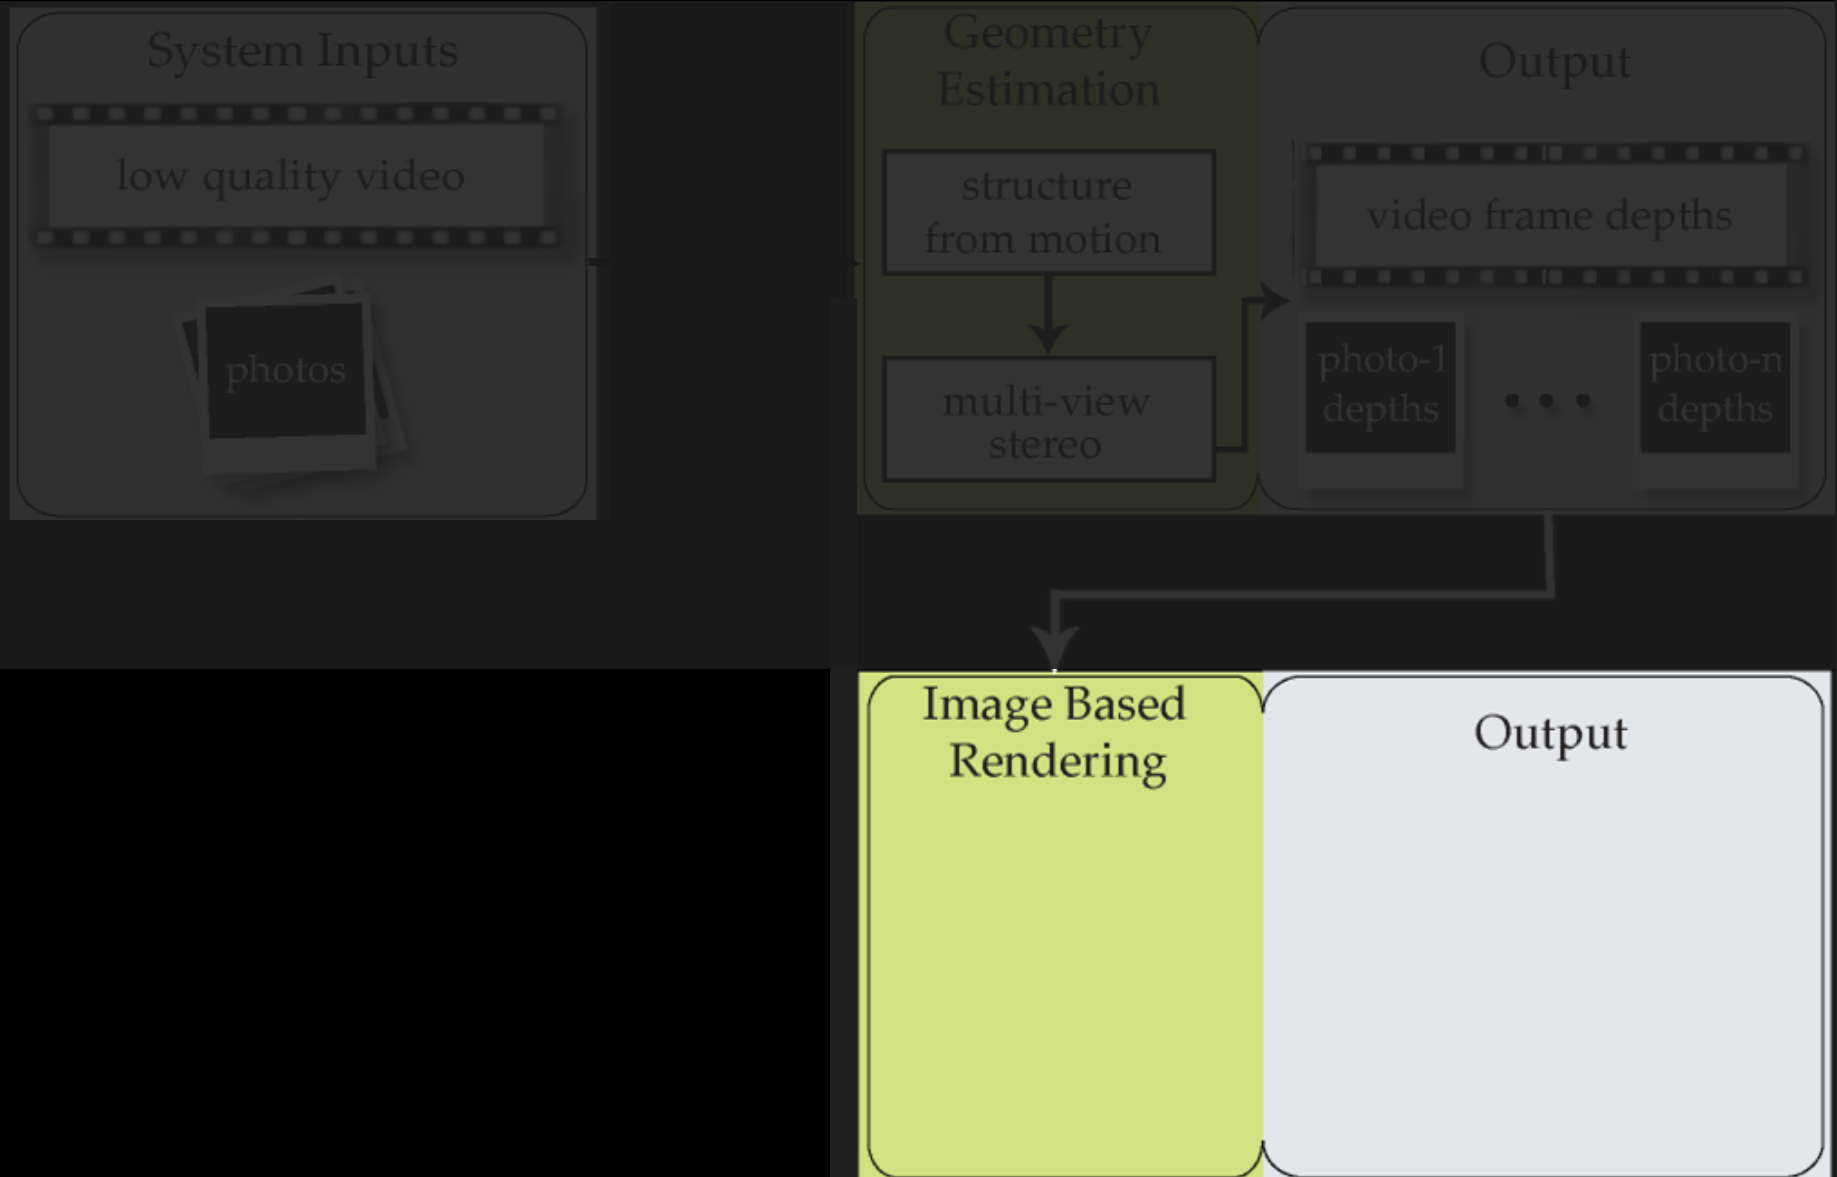 System Inputs
low quality video
photos
Geometry
Estimation
structure
from motion
multi-view
stereo
Output
video frame depths
photo-1
depths
photo-n
depths
Image Based
Rendering
Output